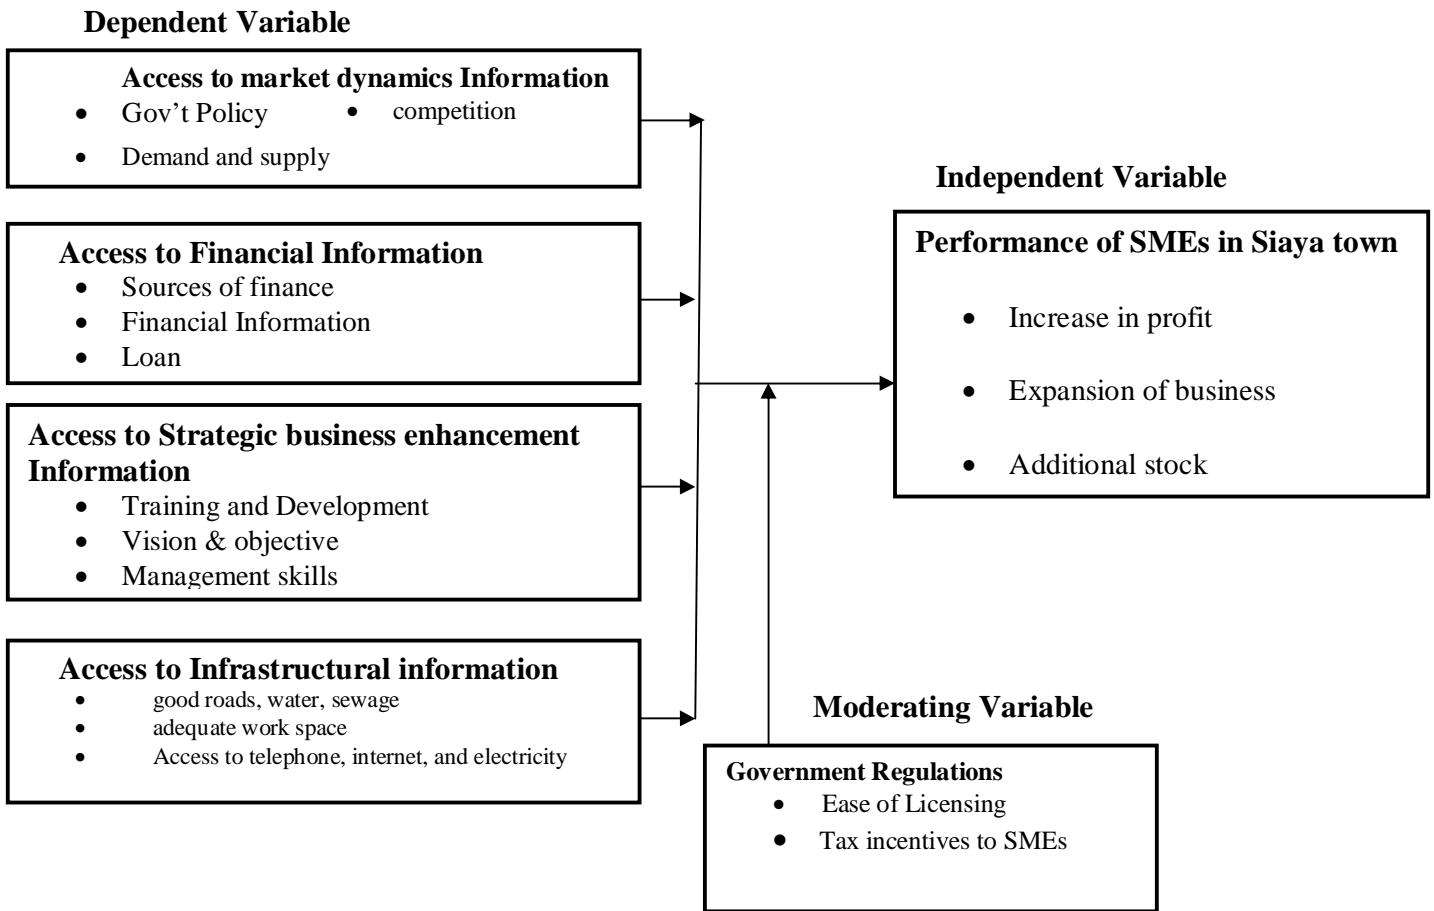 Dependent Variable
Access to market dynamics Information
• Gov’t Policy • competition
• Demand and supply
Access to Financial Information
• Sources of finance
• Financial Information
• Loan
Access to Strategic business enhancement
Information
• Training and Development
• Vision & objective
• Management skills
Access to Infrastructural information
• good roads, water, sewage
• adequate work space
• Access to telephone, internet, and electricity
Independent Variable
Performance of SMEs in Siaya town
• Increase in profit
• Expansion of business
• Additional stock
Moderating Variable
Government Regulations
• Ease of Licensing
• Tax incentives to SMEs